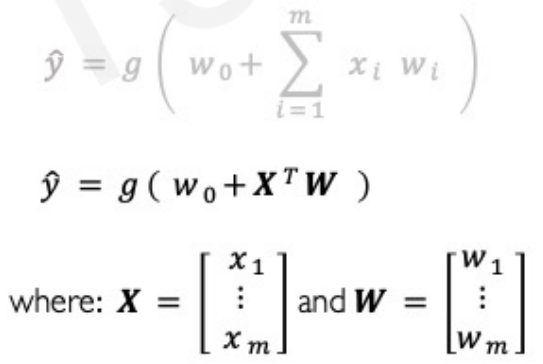 ŷ = g ( w₀ + ∑ᵢ₌₁ᵐ xᵢ wᵢ )
ŷ = g ( w₀ + Xᵀ W )
where: X = [ x₁ ⋮ xₘ ] and W = [ w₁ ⋮ wₘ ]